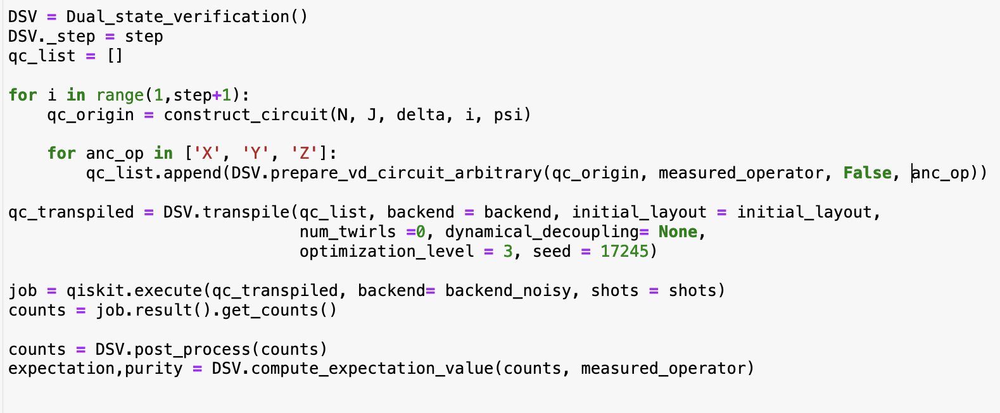 DSV = Dual_state_verification()
DSV._step = step
qc_list = []
for i in range(1,step+1):
    qc_origin = construct_circuit(N, J, delta, i, psi)
    for anc_op in ['X', 'Y', 'Z']:
        qc_list.append(DSV.prepare_vd_circuit_arbitrary(qc_origin, measured_operator, False, anc_op))
qc_transpiled = DSV.transpile(qc_list, backend = backend, initial_layout = initial_layout,
                              num_twirls =0, dynamical_decoupling= None,
                              optimization_level = 3, seed = 17245)
job = qiskit.execute(qc_transpiled, backend= backend_noisy, shots = shots)
counts = job.result().get_counts()
counts = DSV.post_process(counts)
expectation,purity = DSV.compute_expectation_value(counts, measured_operator)